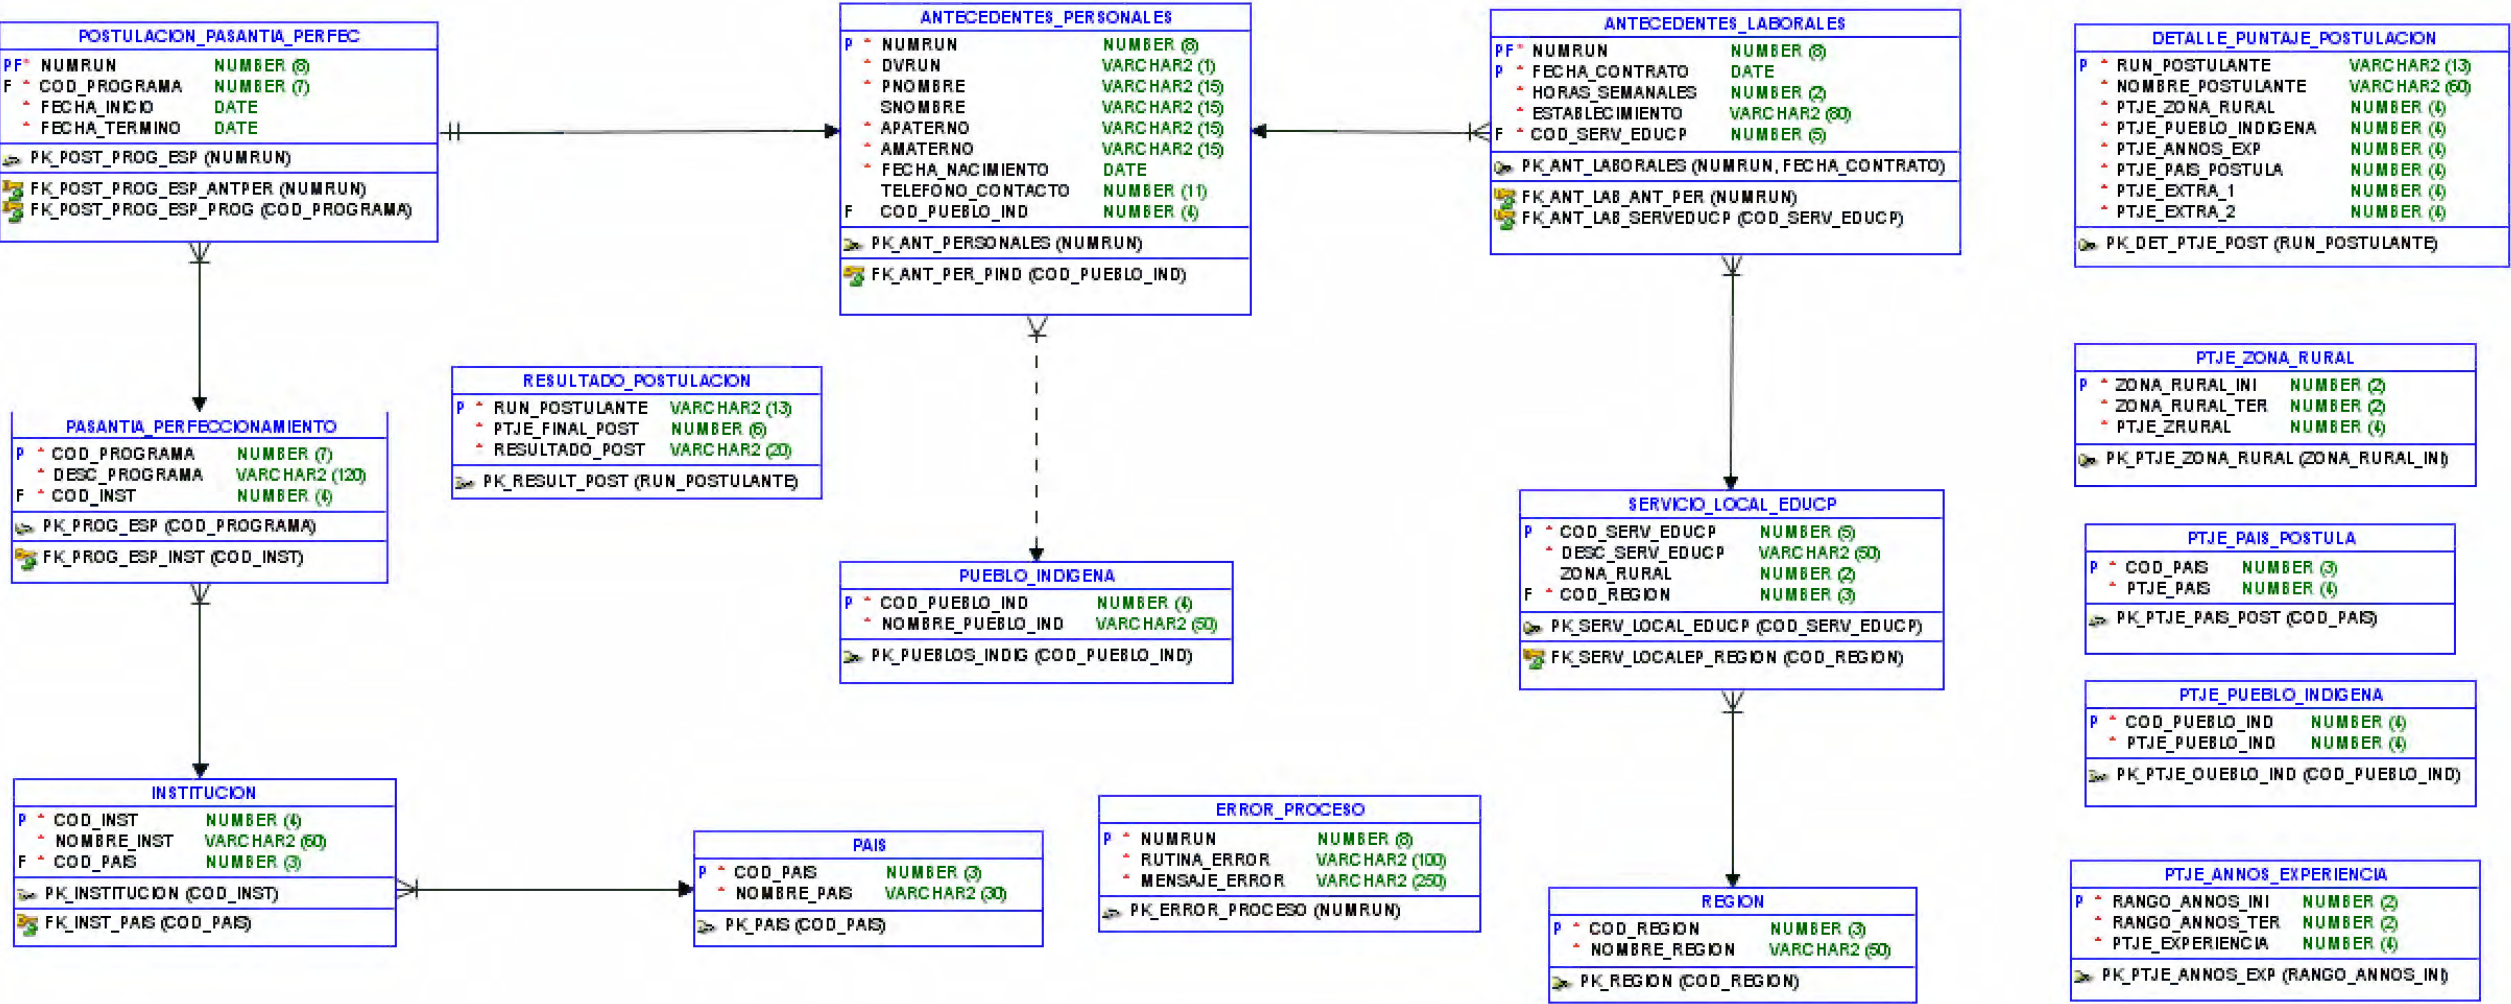 POSTULACION_PASANTIA_PERFEC
PF* NUMRUN NUMBER (8)
F * COD_PROGRAMA NUMBER (7)
* FECHA_INICIO DATE
* FECHA_TERMINO DATE
PK_POST_PROG_ESP (NUMRUN)
FK_POST_PROG_ESP_ANTPER (NUMRUN)
FK_POST_PROG_ESP_PROG (COD_PROGRAMA)
ANTECEDENTES_PERSONALES
P * NUMRUN NUMBER (8)
* DVRUN VARCHAR2 (1)
* PNOMBRE VARCHAR2 (15)
SNOMBRE VARCHAR2 (15)
* APATERNO VARCHAR2 (15)
* AMATERNO VARCHAR2 (15)
* FECHA_NACIMIENTO DATE
TELEFONO_CONTACTO NUMBER (11)
F COD_PUEBLO_IND NUMBER (4)
PK_ANT_PERSONALES (NUMRUN)
FK_ANT_PER_PIND (COD_PUEBLO_IND)
ANTECEDENTES_LABORALES
PF* NUMRUN NUMBER (8)
P * FECHA_CONTRATO DATE
* HORAS_SEMANALES NUMBER (2)
* ESTABLECIMIENTO VARCHAR2 (80)
F * COD_SERV_EDUCP NUMBER (5)
PK_ANT_LABORALES (NUMRUN, FECHA_CONTRATO)
FK_ANT_LAB_ANT_PER (NUMRUN)
FK_ANT_LAB_SERVEDUCP (COD_SERV_EDUCP)
DETALLE_PUNTAJE_POSTULACION
P * RUN_POSTULANTE VARCHAR2 (13)
* NOMBRE_POSTULANTE VARCHAR2 (60)
* PTJE_ZONA_RURAL NUMBER (4)
* PTJE_PUEBLO_INDIGENA NUMBER (4)
* PTJE_ANNOS_EXP NUMBER (4)
* PTJE_PAIS_POSTULA NUMBER (4)
* PTJE_EXTRA_1 NUMBER (4)
* PTJE_EXTRA_2 NUMBER (4)
PK_DET_PTJE_POST (RUN_POSTULANTE)
PTJE_ZONA_RURAL
P * ZONA_RURAL_INI NUMBER (2)
* ZONA_RURAL_TER NUMBER (2)
* PTJE_ZRURAL NUMBER (4)
PK_PTJE_ZONA_RURAL (ZONA_RURAL_INI)
RESULTADO_POSTULACION
P * RUN_POSTULANTE VARCHAR2 (13)
* PTJE_FINAL_POST NUMBER (6)
* RESULTADO_POST VARCHAR2 (20)
PK_RESULT_POST (RUN_POSTULANTE)
PASANTIA_PERFECCIONAMIENTO
P * COD_PROGRAMA NUMBER (7)
* DESC_PROGRAMA VARCHAR2 (120)
F * COD_INST NUMBER (4)
PK_PROG_ESP (COD_PROGRAMA)
FK_PROG_ESP_INST (COD_INST)
SERVICIO_LOCAL_EDUCP
P * COD_SERV_EDUCP NUMBER (5)
* DESC_SERV_EDUCP VARCHAR2 (50)
ZONA_RURAL NUMBER (2)
F * COD_REGION NUMBER (3)
PK_SERV_LOCAL_EDUCP (COD_SERV_EDUCP)
FK_SERV_LOCALEP_REGION (COD_REGION)
PTJE_PAIS_POSTULA
P * COD_PAIS NUMBER (3)
* PTJE_PAIS NUMBER (4)
PK_PTJE_PAIS_POST (COD_PAIS)
PUEBLO_INDIGENA
P * COD_PUEBLO_IND NUMBER (4)
* NOMBRE_PUEBLO_IND VARCHAR2 (50)
PK_PUEBLOS_INDIG (COD_PUEBLO_IND)
PTJE_PUEBLO_INDIGENA
P * COD_PUEBLO_IND NUMBER (4)
* PTJE_PUEBLO_IND NUMBER (4)
PK_PTJE_OUEBLO_IND (COD_PUEBLO_IND)
INSTITUCION
P * COD_INST NUMBER (4)
* NOMBRE_INST VARCHAR2 (60)
F * COD_PAIS NUMBER (3)
PK_INSTITUCION (COD_INST)
FK_INST_PAIS (COD_PAIS)
PAIS
P * COD_PAIS NUMBER (3)
* NOMBRE_PAIS VARCHAR2 (30)
PK_PAIS (COD_PAIS)
ERROR_PROCESO
P * NUMRUN NUMBER (8)
* RUTINA_ERROR VARCHAR2 (100)
* MENSAJE_ERROR VARCHAR2 (250)
PK_ERROR_PROCESO (NUMRUN)
REGION
P * COD_REGION NUMBER (3)
* NOMBRE_REGION VARCHAR2 (50)
PK_REGION (COD_REGION)
PTJE_ANNOS_EXPERIENCIA
P * RANGO_ANNOS_INI NUMBER (2)
* RANGO_ANNOS_TER NUMBER (2)
* PTJE_EXPERIENCIA NUMBER (4)
PK_PTJE_ANNOS_EXP (RANGO_ANNOS_INI)